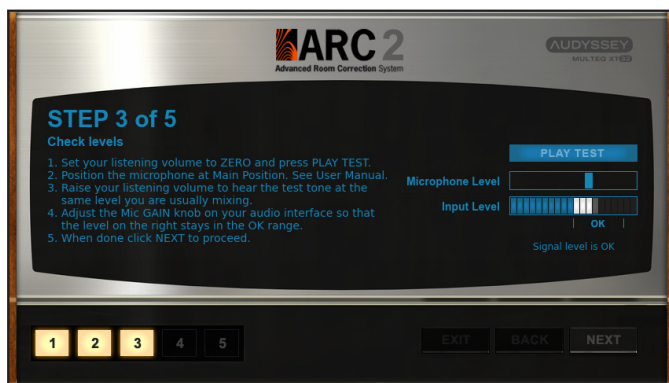 ARC 2
Advanced Room Correction System
AUDYSSEY
MULTEQ XT32
STEP 3 of 5
Check levels
1. Set your listening volume to ZERO and press PLAY TEST.
2. Position the microphone at Main Position. See User Manual.
3. Raise your listening volume to hear the test tone at the
same level you are usually mixing.
4. Adjust the Mic GAIN knob on your audio interface so that
the level on the right stays in the OK range.
5. When done click NEXT to proceed.
PLAY TEST
Microphone Level
Input Level
OK
Signal level is OK
1 2 3 4 5
EXIT BACK NEXT